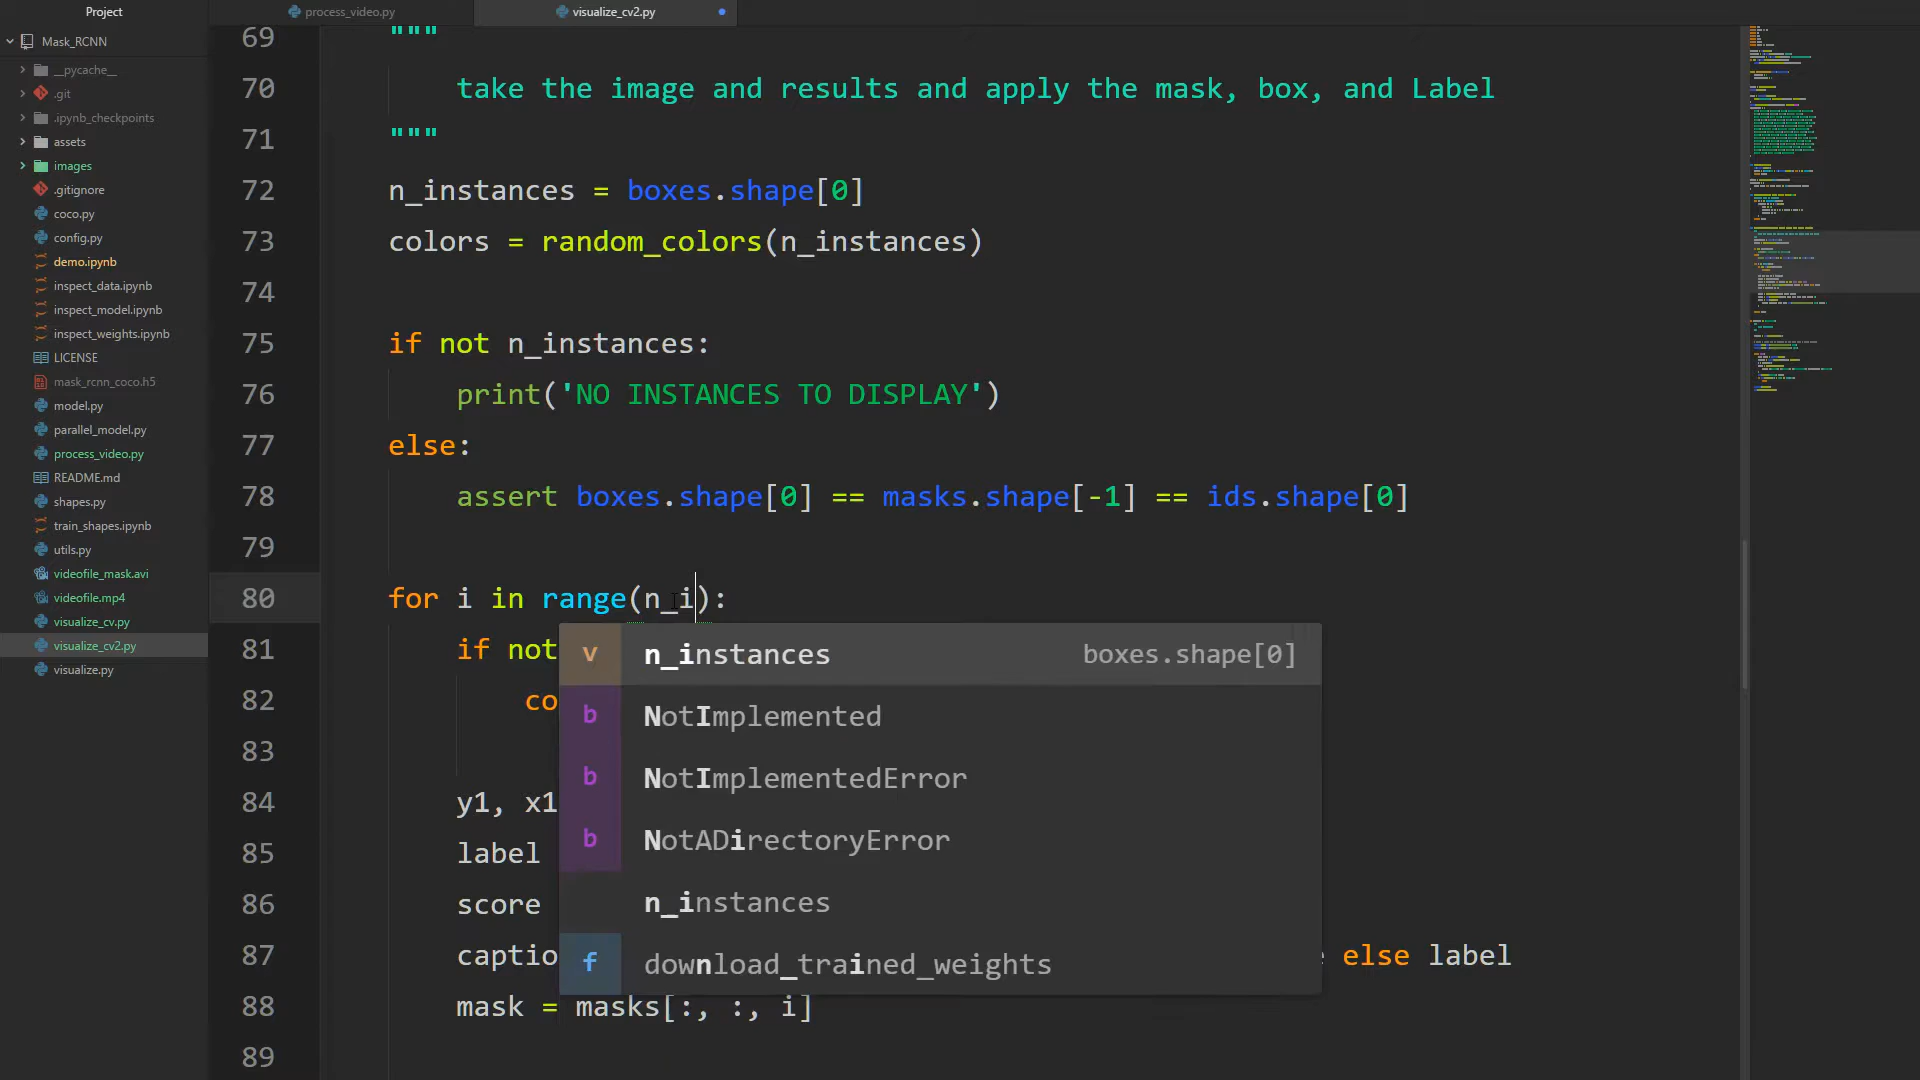 Project
process_video.py
visualize_cv2.py
Mask_RCNN
__pycache__
.git
.ipynb_checkpoints
assets
images
.gitignore
coco.py
config.py
demo.ipynb
inspect_data.ipynb
inspect_model.ipynb
inspect_weights.ipynb
LICENSE
mask_rcnn_coco.h5
model.py
parallel_model.py
process_video.py
README.md
shapes.py
train_shapes.ipynb
utils.py
videofile_mask.avi
videofile.mp4
visualize_cv.py
visualize_cv2.py
visualize.py
69 """
70 take the image and results and apply the mask, box, and Label
71 """
72 n_instances = boxes.shape[0]
73 colors = random_colors(n_instances)
74
75 if not n_instances:
76 print('NO INSTANCES TO DISPLAY')
77 else:
78 assert boxes.shape[0] == masks.shape[-1] == ids.shape[0]
79
80 for i in range(n_i):
81 if not
82 co
83
84 y1, x1
85 label
86 score
87 captio else label
88 mask = masks[:, :, i]
89
v n_instances boxes.shape[0]
b NotImplemented
b NotImplementedError
b NotADirectoryError
n_instances
f download_trained_weights